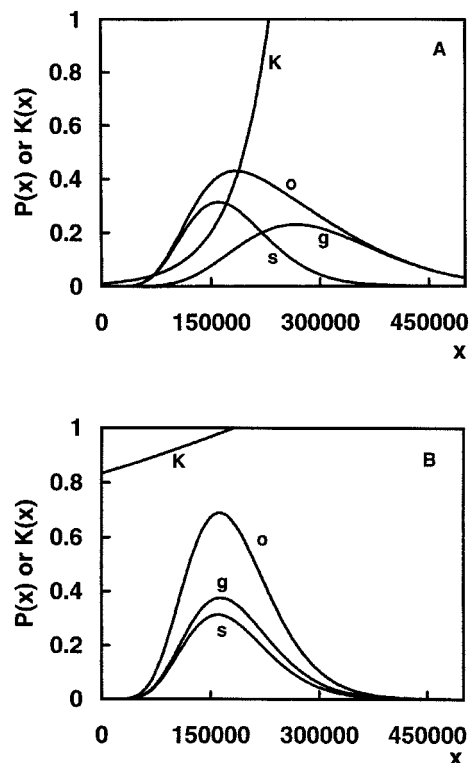 P(x) or K(x)
1
0.8
0.6
0.4
0.2
0
A
K
o
s
g
0 150000 300000 450000
x
P(x) or K(x)
1
0.8
0.6
0.4
0.2
0
B
K
o
g
s
0 150000 300000 450000
x